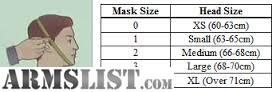 Mask Size Head Size
0 XS (60-63cm)
1 Small (63-65cm)
2 Medium (66-68cm)
3 Large (68-70cm)
XL (Over 71cm)
ARMSLIST.COM